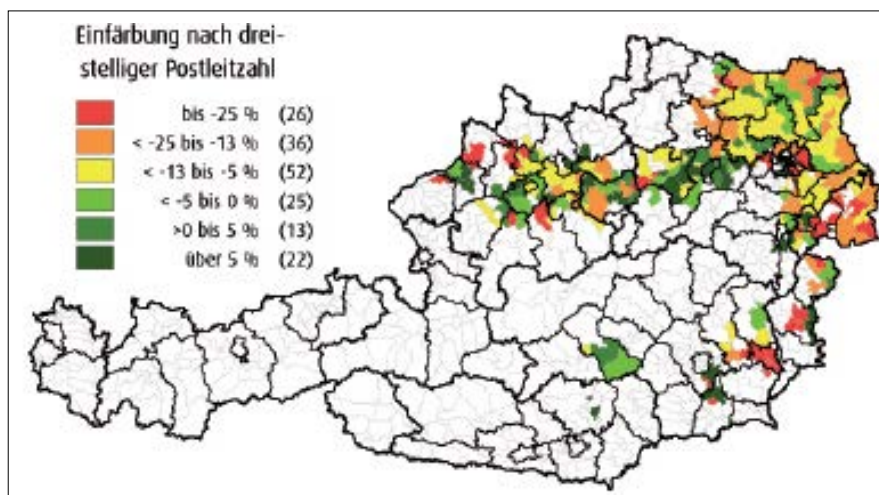 Einfärbung nach drei-
stelliger Postleitzahl
bis -25 % (26)
< -25 bis -13 % (36)
< -13 bis -5 % (52)
< -5 bis 0 % (25)
>0 bis 5 % (13)
über 5 % (22)